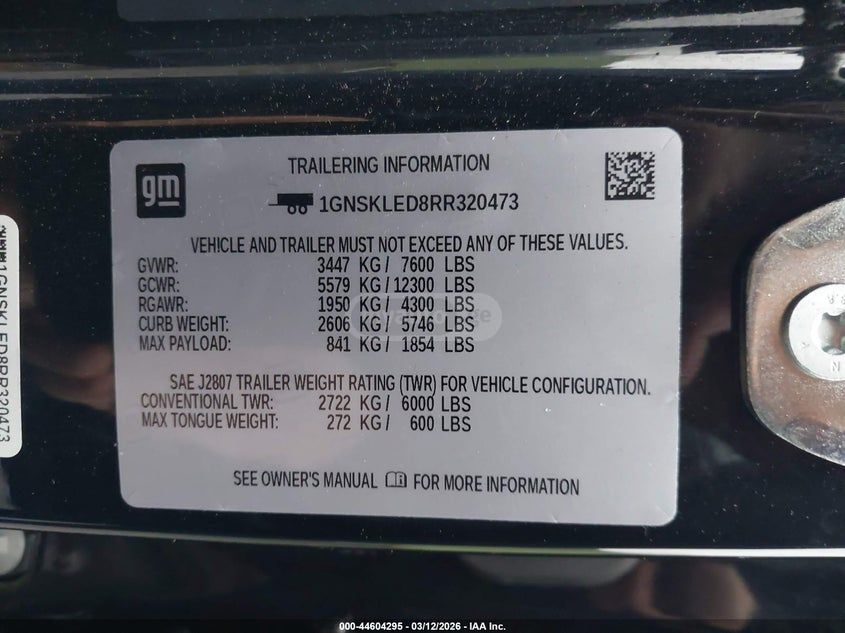 gm
TRAILERING INFORMATION
1GNSKLED8RR320473
VEHICLE AND TRAILER MUST NOT EXCEED ANY OF THESE VALUES.
GVWR: 3447 KG / 7600 LBS
GCWR: 5579 KG / 12300 LBS
RGAWR: 1950 KG / 4300 LBS
CURB WEIGHT: 2606 KG / 5746 LBS
MAX PAYLOAD: 841 KG / 1854 LBS
SAE J2807 TRAILER WEIGHT RATING (TWR) FOR VEHICLE CONFIGURATION.
CONVENTIONAL TWR: 2722 KG / 6000 LBS
MAX TONGUE WEIGHT: 272 KG / 600 LBS
SEE OWNER'S MANUAL FOR MORE INFORMATION
1GNSKLED8RR320473
000-44604295 - 03/12/2026 - IAA Inc.